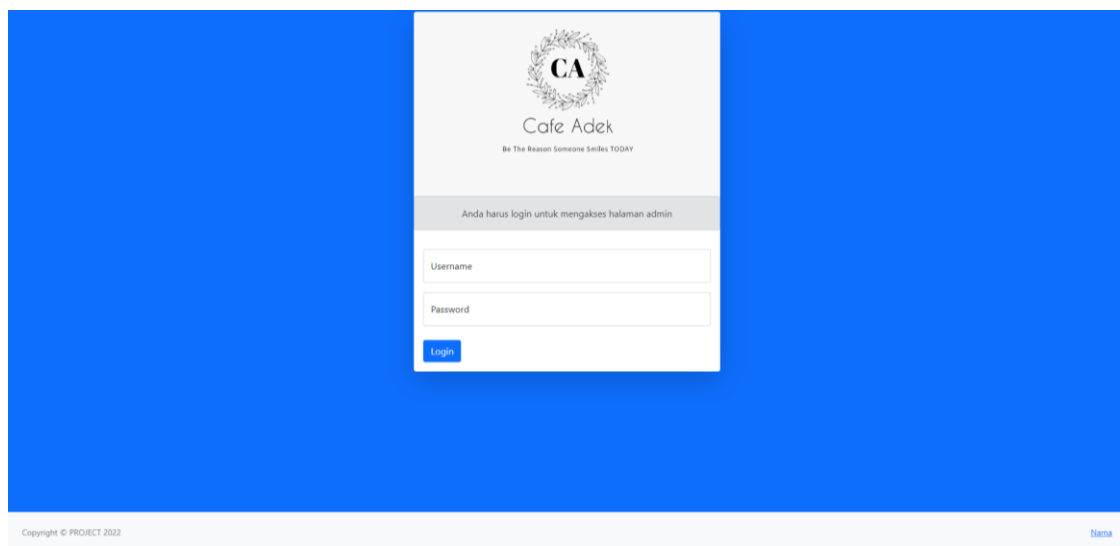 CA
Cafe Adek
Be The Reason Someone Smiles TODAY
Anda harus login untuk mengakses halaman admin
Username
Password
Login
Copyright © PROJECT 2022
Nama